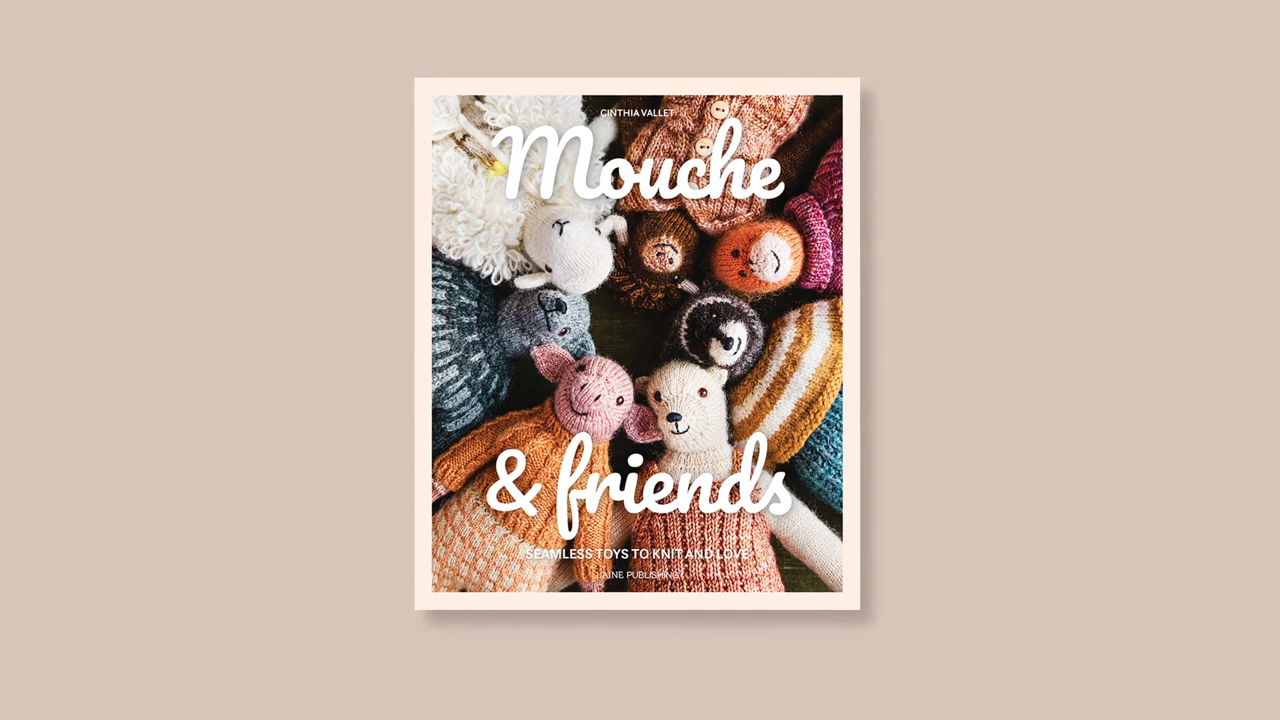 CINTHIA VALLET
Mouche
& friends
SEAMLESS TOYS TO KNIT AND LOVE
LAINE PUBLISHING